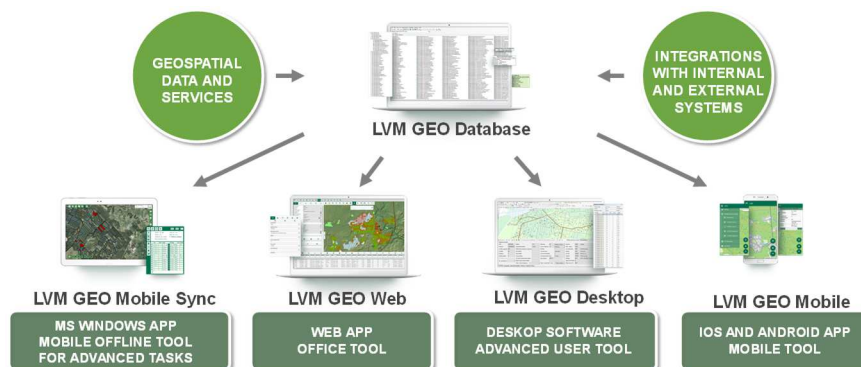 GEOSPATIAL
DATA AND
SERVICES
INTEGRATIONS
WITH INTERNAL
AND EXTERNAL
SYSTEMS
LVM GEO Database
LVM GEO Mobile Sync
MS WINDOWS APP
MOBILE OFFLINE TOOL
FOR ADVANCED TASKS
LVM GEO Web
WEB APP
OFFICE TOOL
LVM GEO Desktop
DESKOP SOFTWARE
ADVANCED USER TOOL
LVM GEO Mobile
IOS AND ANDROID APP
MOBILE TOOL